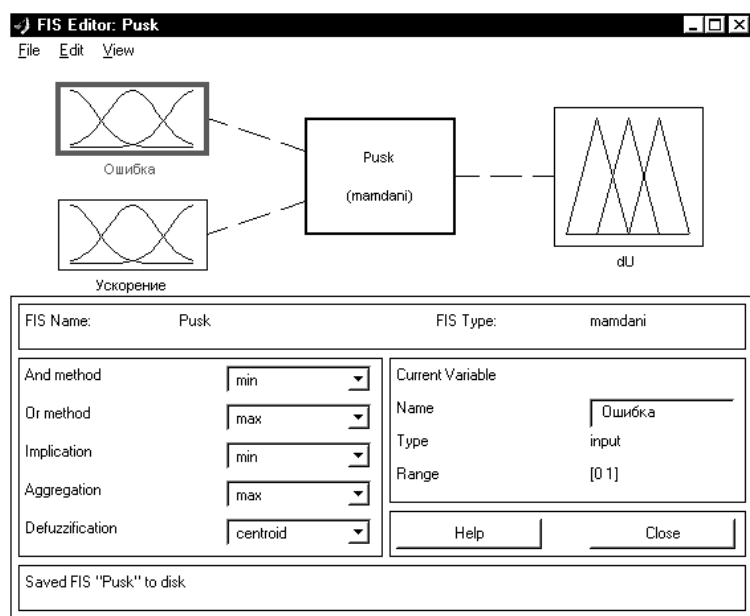 FIS Editor: Pusk
File Edit View
Ошибка
Pusk
(mamdani)
dU
Ускорение
FIS Name: Pusk FIS Type: mamdani
And method min
Or method max
Implication min
Aggregation max
Defuzzification centroid
Current Variable
Name Ошибка
Type input
Range [0 1]
Help Close
Saved FIS "Pusk" to disk